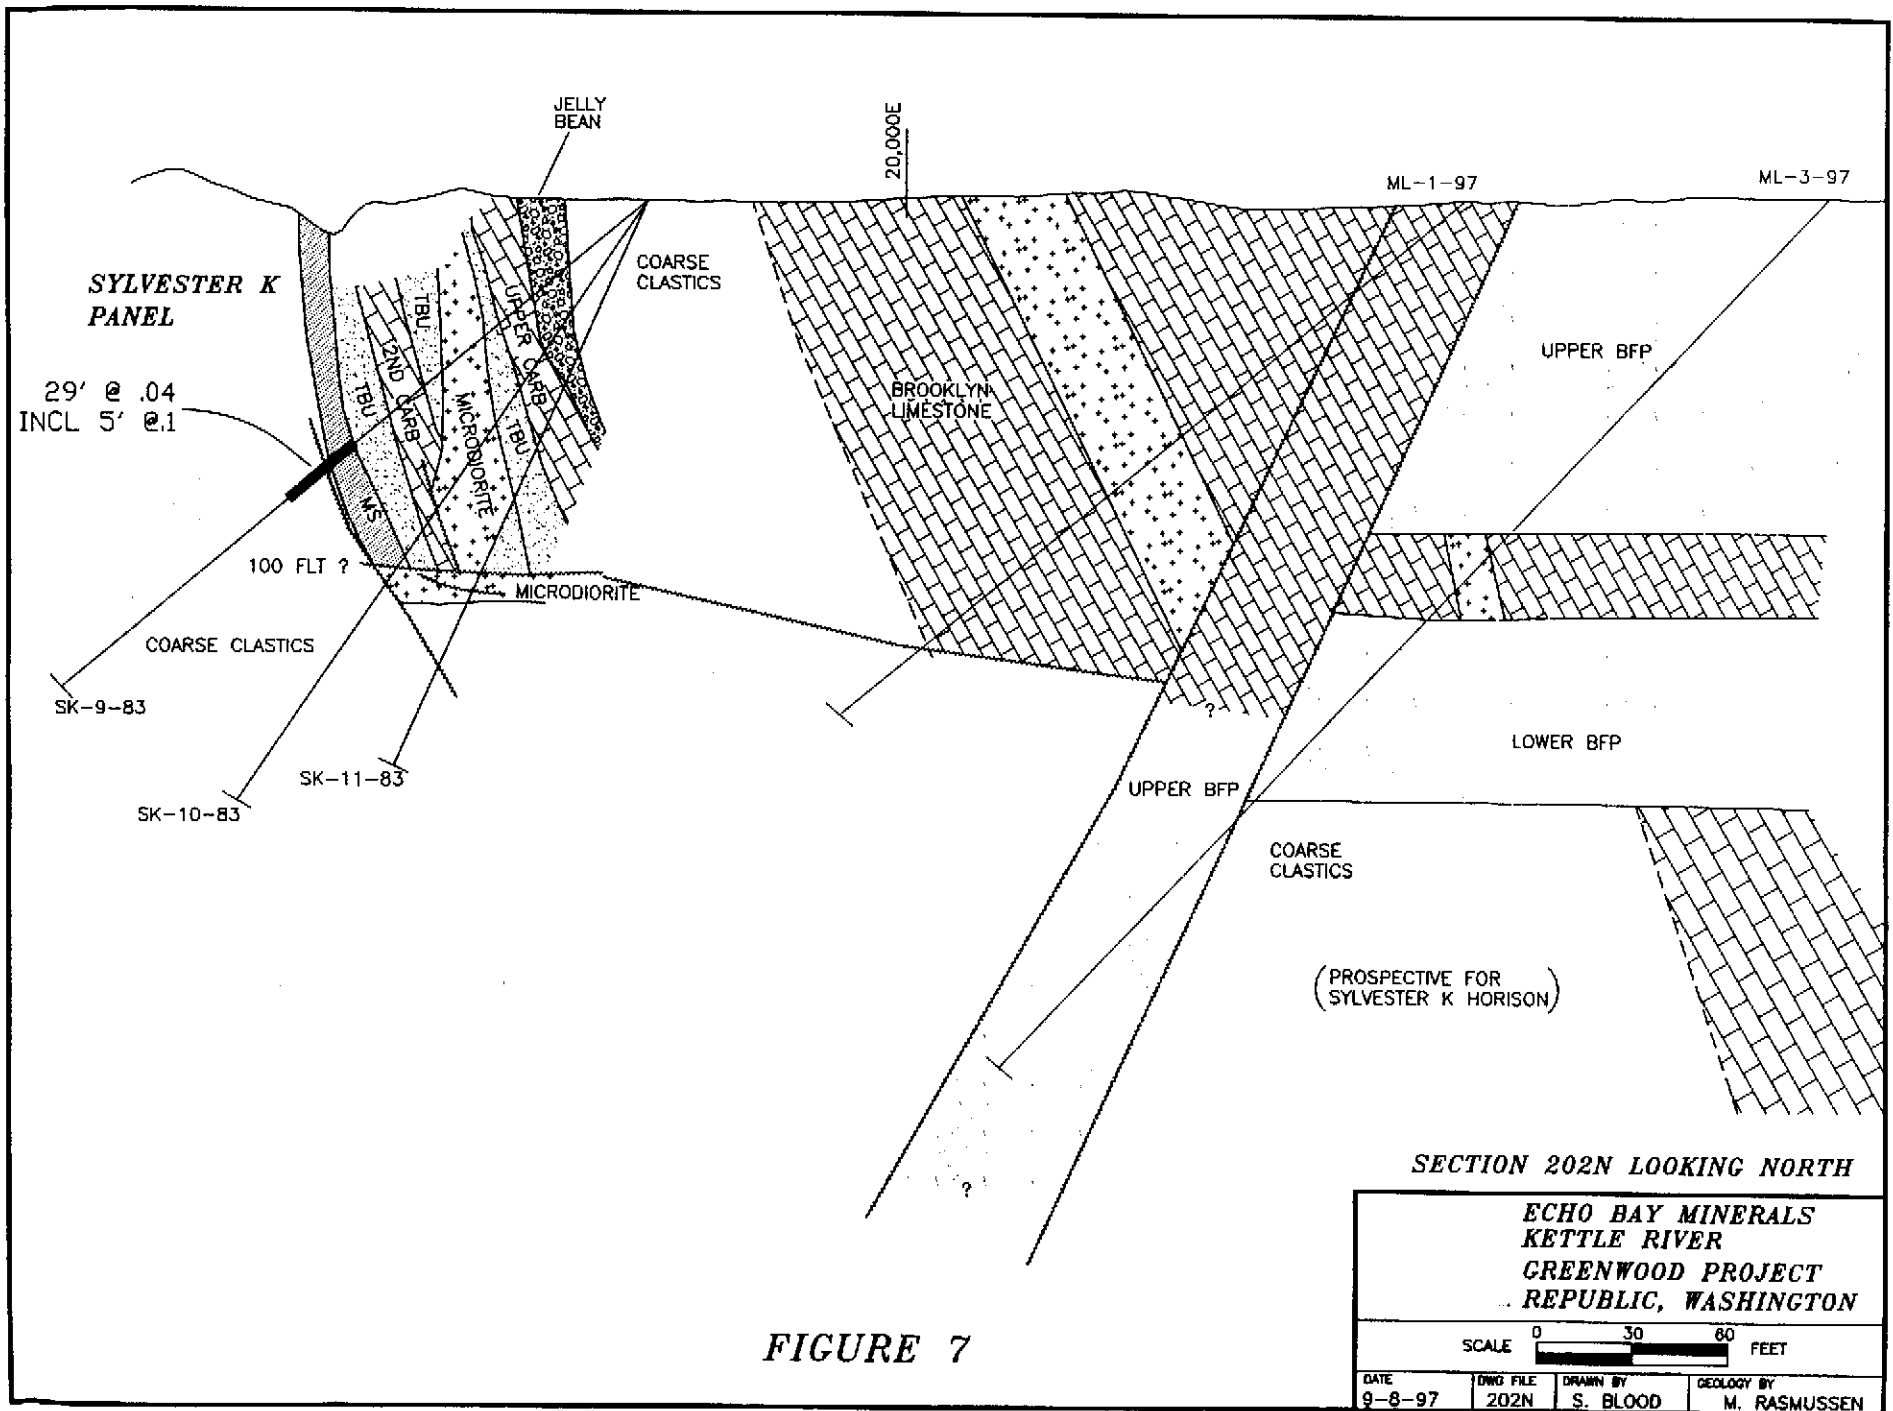 JELLY
BEAN
20,000E
ML-1-97
ML-3-97
SYLVESTER K
PANEL
COARSE
CLASTICS
29' @ .04
INCL 5' @.1
TBU
2ND CARB
TBU
MICRODIORITE
UPPER CARB
TBU
MS
BROOKLYN
LIMESTONE
UPPER BFP
100 FLT ?
MICRODIORITE
COARSE CLASTICS
SK-9-83
SK-10-83
SK-11-83
?
UPPER BFP
LOWER BFP
COARSE
CLASTICS
(PROSPECTIVE FOR
SYLVESTER K HORISON)
?
SECTION 202N LOOKING NORTH
ECHO BAY MINERALS
KETTLE RIVER
GREENWOOD PROJECT
REPUBLIC, WASHINGTON
SCALE 0 30 60 FEET
DATE
9-8-97
DWG FILE
202N
DRAWN BY
S. BLOOD
GEOLOGY BY
M. RASMUSSEN
FIGURE 7